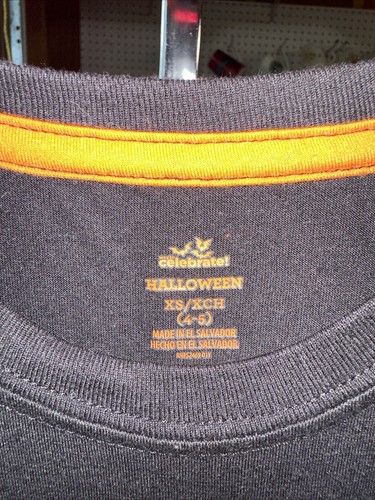 celebrate!
HALLOWEEN
XS/XCH
(4-5)
MADE IN EL SALVADOR
HECHO EN EL SALVADOR